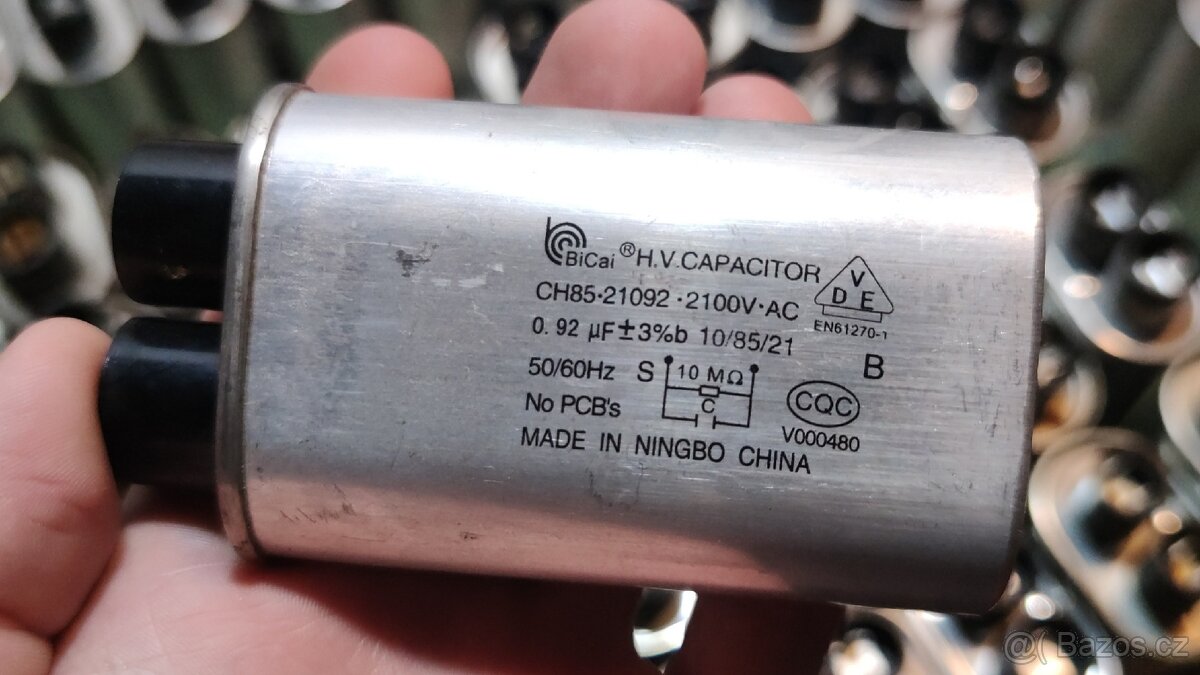 BiCai ® H.V.CAPACITOR
CH85·21092·2100V·AC
VDE
EN61270-1
0.92 μF±3%b 10/85/21
B
50/60Hz S 10 MΩ
C
No PCB's
CQC
V000480
MADE IN NINGBO CHINA
@( Bazos.cz